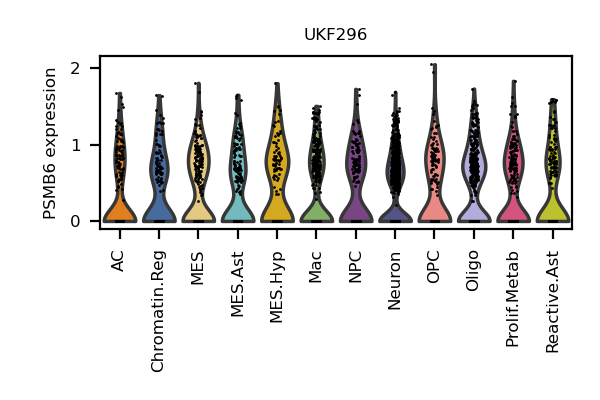 UKF296
PSMB6 expression
2
1
0
AC
Chromatin.Reg
MES
MES.Ast
MES.Hyp
Mac
NPC
Neuron
OPC
Oligo
Prolif.Metab
Reactive.Ast